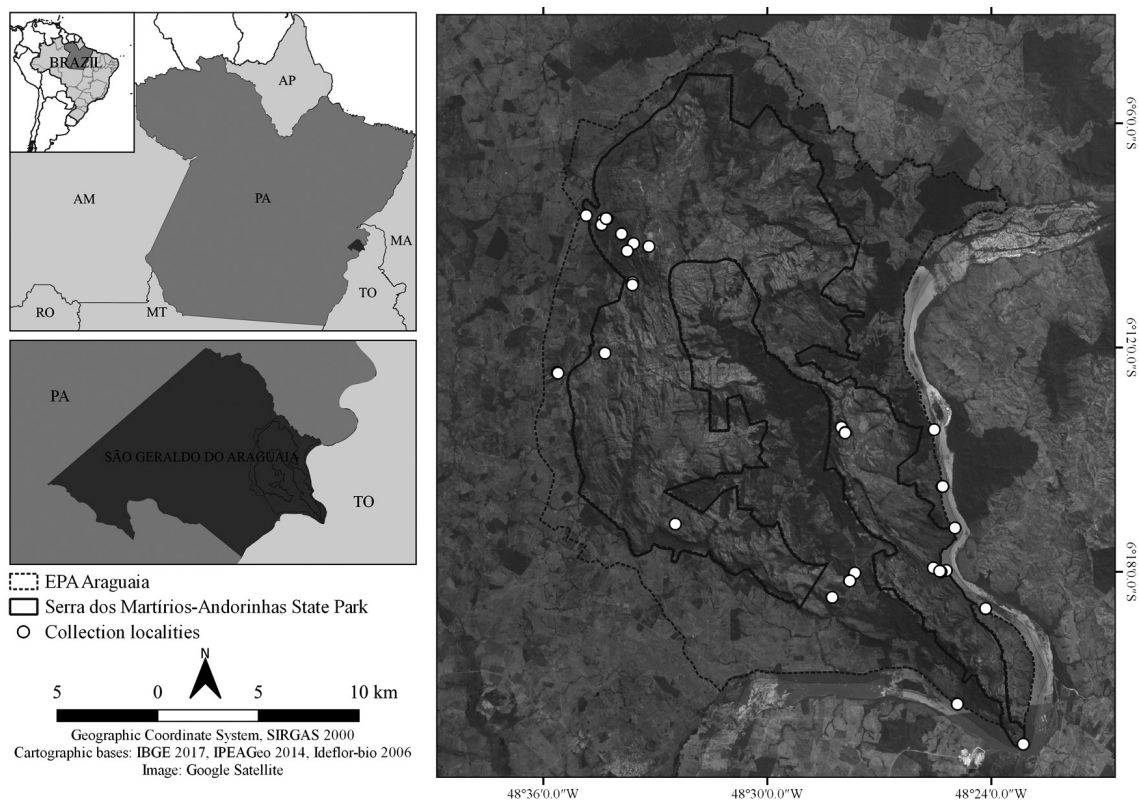 BRAZIL
AP
AM
PA
MA
TO
RO
MT
PA
SÃO GERALDO DO ARAGUAIA
TO
EPA Araguaia
Serra dos Martírios-Andorinhas State Park
Collection localities
N
5 0 5 10 km
Geographic Coordinate System, SIRGAS 2000
Cartographic bases: IBGE 2017, IPEAGeo 2014, Ideflor-bio 2006
Image: Google Satellite
6°6'0.0"S
6°12'0.0"S
6°18'0.0"S
48°36'0.0"W
48°30'0.0"W
48°24'0.0"W